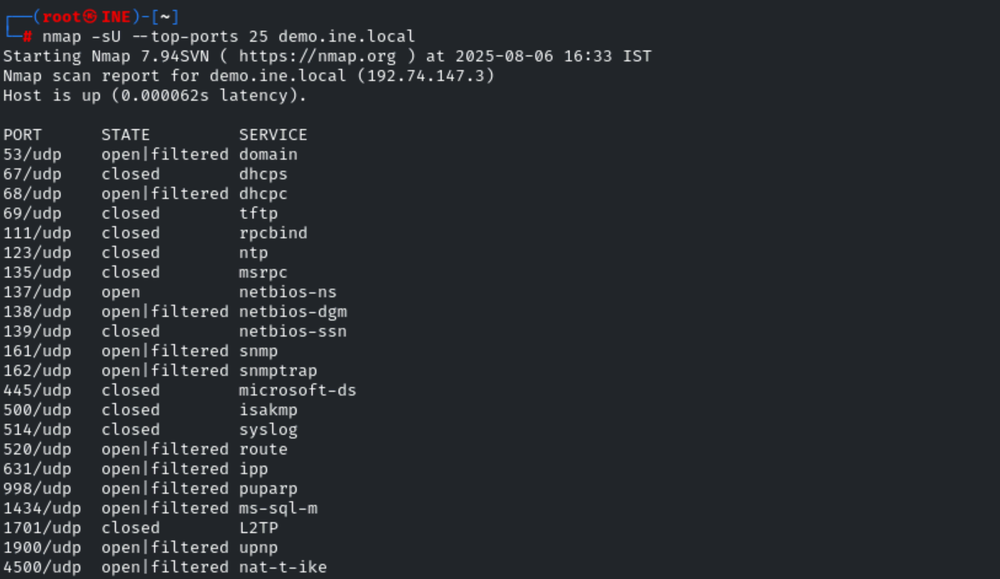 ┌──(root㉿INE)-[~]
└─# nmap -sU --top-ports 25 demo.ine.local
Starting Nmap 7.94SVN ( https://nmap.org ) at 2025-08-06 16:33 IST
Nmap scan report for demo.ine.local (192.74.147.3)
Host is up (0.000062s latency).

PORT     STATE         SERVICE
53/udp   open|filtered domain
67/udp   closed        dhcps
68/udp   open|filtered dhcpc
69/udp   closed        tftp
111/udp  closed        rpcbind
123/udp  closed        ntp
135/udp  closed        msrpc
137/udp  open          netbios-ns
138/udp  open|filtered netbios-dgm
139/udp  closed        netbios-ssn
161/udp  open|filtered snmp
162/udp  open|filtered snmptrap
445/udp  closed        microsoft-ds
500/udp  closed        isakmp
514/udp  closed        syslog
520/udp  open|filtered route
631/udp  open|filtered ipp
998/udp  open|filtered puparp
1434/udp open|filtered ms-sql-m
1701/udp closed        L2TP
1900/udp open|filtered upnp
4500/udp open|filtered nat-t-ike